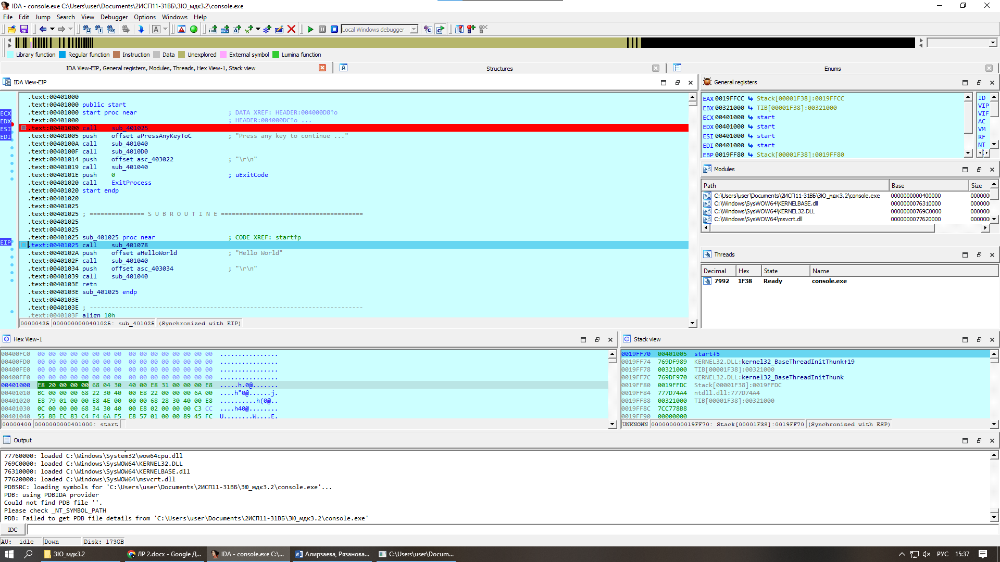 IDA - console.exe C:\Users\user\Documents\2ИСП11-31ВБ\ЗЮ_мдк3.2\console.exe
File Edit Jump Search View Debugger Options Windows Help
Local Windows debugger
Library function Regular function Instruction Data Unexplored External symbol Lumina function
IDA View-EIP, General registers, Modules, Threads, Hex View-1, Stack view
Structures
Enums
IDA View-EIP
.text:00401000
.text:00401000 public start
.text:00401000 start proc near ; DATA XREF: HEADER:004000D8↑o
.text:00401000 ; HEADER:004000DC↑o ...
.text:00401000 call sub_401025
.text:00401005 push offset aPressAnyKeyToC ; "Press any key to continue ..."
.text:0040100A call sub_401040
.text:0040100F call sub_4010D0
.text:00401014 push offset asc_403022 ; "\r\n"
.text:00401019 call sub_401040
.text:0040101E push 0 ; uExitCode
.text:00401020 call ExitProcess
.text:00401020 start endp
.text:00401020
.text:00401025
.text:00401025 ; =============== S U B R O U T I N E =======================================
.text:00401025
.text:00401025
.text:00401025 sub_401025 proc near ; CODE XREF: start↑p
.text:00401025 call sub_401078
.text:0040102A push offset aHelloWorld ; "Hello World"
.text:0040102F call sub_401040
.text:00401034 push offset asc_403034 ; "\r\n"
.text:00401039 call sub_401040
.text:0040103E retn
.text:0040103E sub_401025 endp
.text:0040103E
.text:0040103E ; ---------------------------------------------------------------------------
.text:0040103F align 10h
ECX
EDX
ESI
EDI
EIP
00000425 0000000000401025: sub_401025 (Synchronized with EIP)
General registers
EAX 0019FFCC Stack[00001F38]:0019FFCC
EBX 00321000 TIB[00001F38]:00321000
ECX 00401000 start
EDX 00401000 start
ESI 00401000 start
EDI 00401000 start
EBP 0019FF80 Stack[00001F38]:0019FF80
ID
VIP
VIF
AC
VM
RF
NT
Modules
Path Base Size
C:\Users\user\Documents\2ИСП11-31ВБ\ЗЮ_мдк3.2\console.exe 0000000000400000 000000
C:\Windows\SysWOW64\KERNELBASE.dll 0000000076310000 000000
C:\Windows\SysWOW64\KERNEL32.DLL 00000000769C0000 000000
C:\Windows\SysWOW64\msvcrt.dll 0000000077620000 000000
Threads
Decimal Hex State Name
7992 1F38 Ready console.exe
Hex View-1
00400FC0 00 00 00 00 00 00 00 00 00 00 00 00 00 00 00 00 ................
00400FD0 00 00 00 00 00 00 00 00 00 00 00 00 00 00 00 00 ................
00400FE0 00 00 00 00 00 00 00 00 00 00 00 00 00 00 00 00 ................
00400FF0 00 00 00 00 00 00 00 00 00 00 00 00 00 00 00 00 ................
00401000 E8 20 00 00 00 68 04 30 40 00 E8 31 00 00 00 E8 .....h.0@.......
00401010 BC 00 00 00 68 22 30 40 00 E8 22 00 00 00 6A 00 ....h"0@......j.
00401020 E8 79 01 00 00 E8 4E 00 00 00 68 28 30 40 00 E8 ..........h(0@..
00401030 0C 00 00 00 68 34 30 40 00 E8 02 00 00 00 C3 CC ....h40@........
00401040 55 8B EC 83 C4 F4 6A F5 E8 57 01 00 00 89 45 FC U........W....E.
00000400 0000000000401000: start
Stack view
0019FF70 00401005 start+5
0019FF74 769DF989 KERNEL32.DLL:kernel32_BaseThreadInitThunk+19
0019FF78 00321000 TIB[00001F38]:00321000
0019FF7C 769DF970 KERNEL32.DLL:kernel32_BaseThreadInitThunk
0019FF80 0019FFDC Stack[00001F38]:0019FFDC
0019FF84 777D74A4 ntdll.dll:777D74A4
0019FF88 00321000 TIB[00001F38]:00321000
0019FF8C 7CC778B8
0019FF90 00000000
UNKNOWN 000000000019FF70: Stack[00001F38]:0019FF70 (Synchronized with ESP)
Output
77760000: loaded C:\Windows\System32\wow64cpu.dll
769C0000: loaded C:\Windows\SysWOW64\KERNEL32.DLL
76310000: loaded C:\Windows\SysWOW64\KERNELBASE.dll
77620000: loaded C:\Windows\SysWOW64\msvcrt.dll
PDBSRC: loading symbols for 'C:\Users\user\Documents\2ИСП11-31ВБ\ЗЮ_мдк3.2\console.exe'...
PDB: using PDBIDA provider
Could not find PDB file ''.
Please check _NT_SYMBOL_PATH
PDB: Failed to get PDB file details from 'C:\Users\user\Documents\2ИСП11-31ВБ\ЗЮ_мдк3.2\console.exe'
IDC
AU: idle Down Disk: 173GB
ЗЮ_мдк3.2
ЛР 2.docx - Google Д...
IDA - console.exe C:\...
Алирзаева, Рязанова...
C:\Users\user\Docum...
РУС 15:37